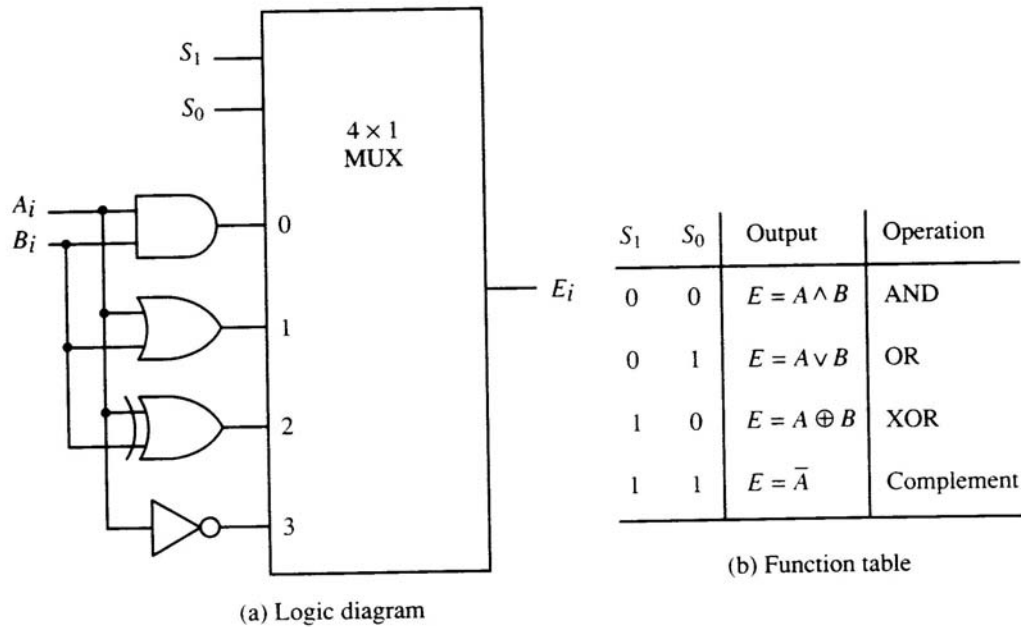 S₁
S₀
4 × 1
MUX
Aᵢ
Bᵢ
0
1
2
3
Eᵢ
(a) Logic diagram
S₁ S₀ Output Operation
0 0 E = A ∧ B AND
0 1 E = A ∨ B OR
1 0 E = A ⊕ B XOR
1 1 E = A̅ Complement
(b) Function table